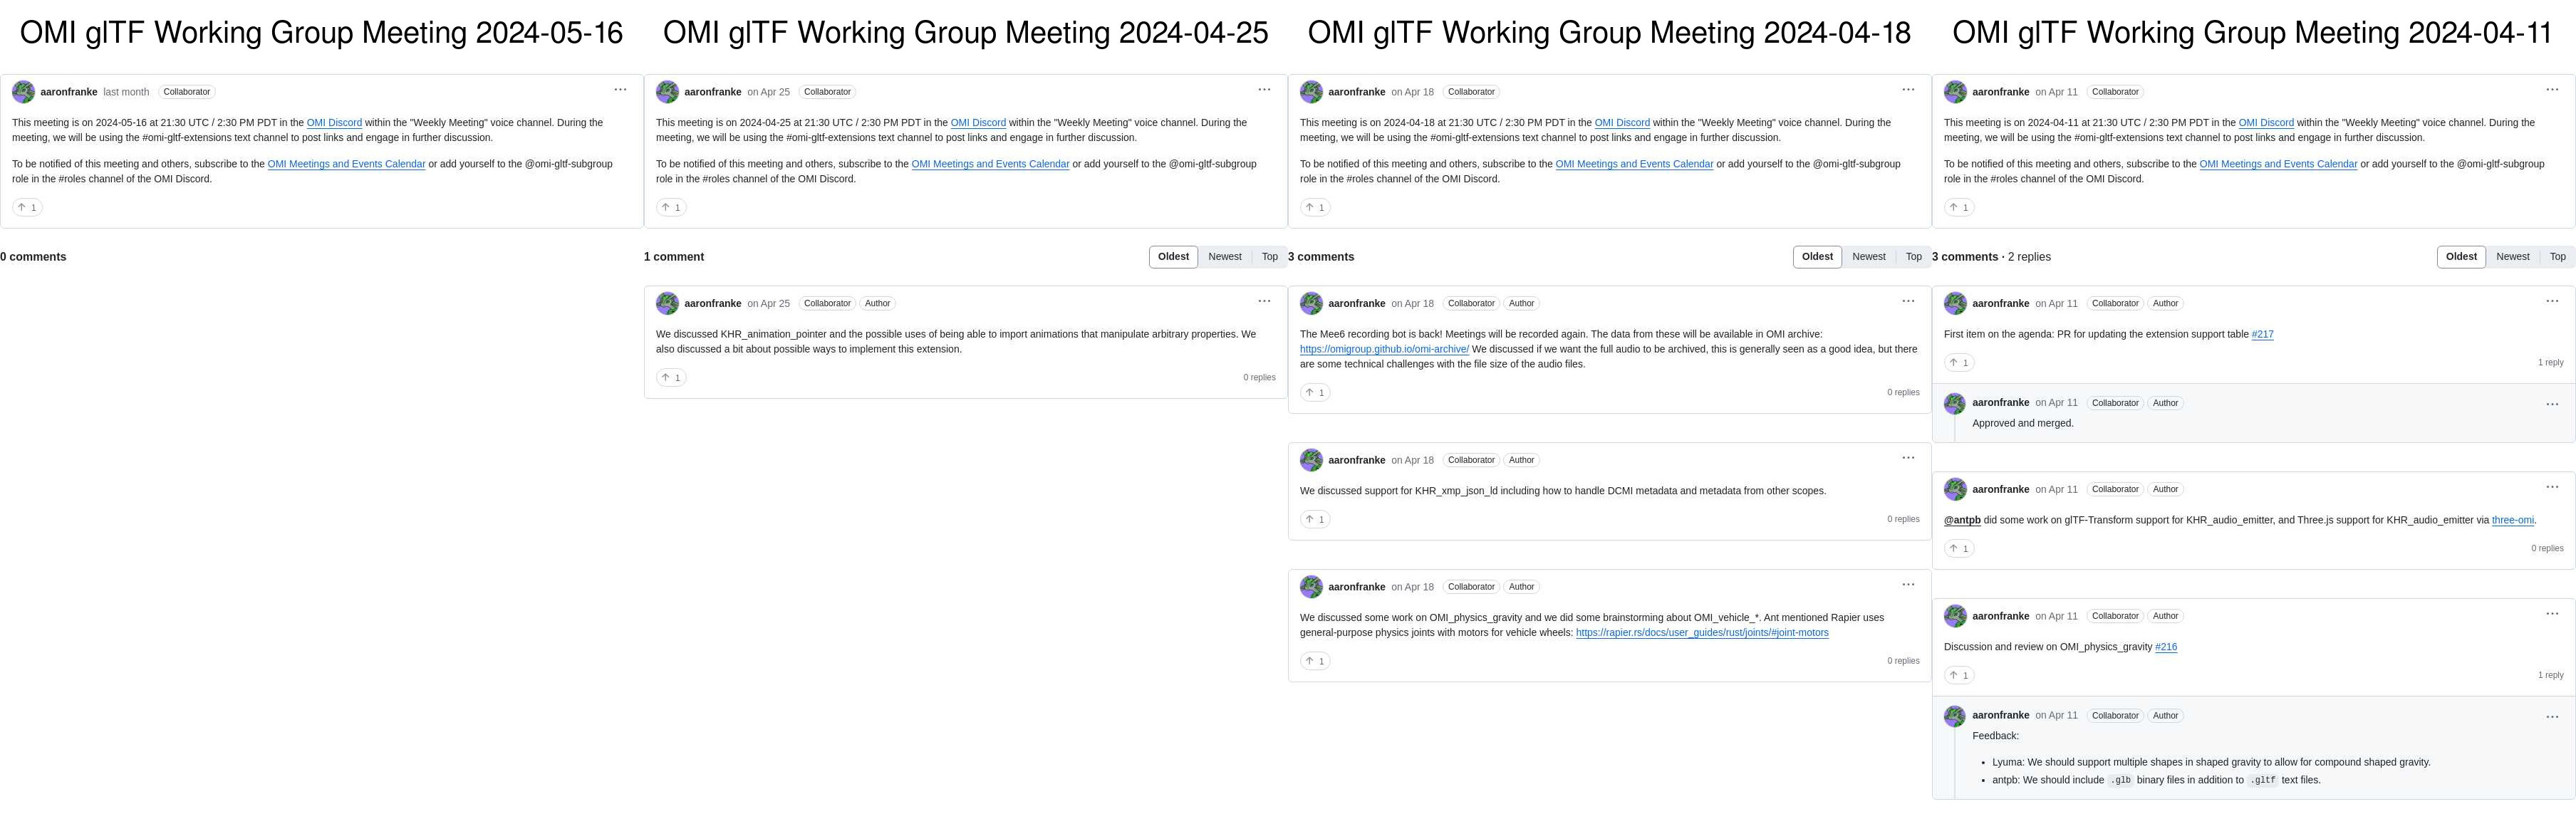 OMI glTF Working Group Meeting 2024-05-16
aaronfranke last month Collaborator ...
This meeting is on 2024-05-16 at 21:30 UTC / 2:30 PM PDT in the OMI Discord within the "Weekly Meeting" voice channel. During the
meeting, we will be using the #omi-gltf-extensions text channel to post links and engage in further discussion.
To be notified of this meeting and others, subscribe to the OMI Meetings and Events Calendar or add yourself to the @omi-gltf-subgroup
role in the #roles channel of the OMI Discord.
↑ 1
0 comments
OMI glTF Working Group Meeting 2024-04-25
aaronfranke on Apr 25 Collaborator ...
This meeting is on 2024-04-25 at 21:30 UTC / 2:30 PM PDT in the OMI Discord within the "Weekly Meeting" voice channel. During the
meeting, we will be using the #omi-gltf-extensions text channel to post links and engage in further discussion.
To be notified of this meeting and others, subscribe to the OMI Meetings and Events Calendar or add yourself to the @omi-gltf-subgroup
role in the #roles channel of the OMI Discord.
↑ 1
1 comment Oldest Newest Top
aaronfranke on Apr 25 Collaborator Author ...
We discussed KHR_animation_pointer and the possible uses of being able to import animations that manipulate arbitrary properties. We
also discussed a bit about possible ways to implement this extension.
↑ 1 0 replies
OMI glTF Working Group Meeting 2024-04-18
aaronfranke on Apr 18 Collaborator ...
This meeting is on 2024-04-18 at 21:30 UTC / 2:30 PM PDT in the OMI Discord within the "Weekly Meeting" voice channel. During the
meeting, we will be using the #omi-gltf-extensions text channel to post links and engage in further discussion.
To be notified of this meeting and others, subscribe to the OMI Meetings and Events Calendar or add yourself to the @omi-gltf-subgroup
role in the #roles channel of the OMI Discord.
↑ 1
3 comments Oldest Newest Top
aaronfranke on Apr 18 Collaborator Author ...
The Mee6 recording bot is back! Meetings will be recorded again. The data from these will be available in OMI archive:
https://omigroup.github.io/omi-archive/ We discussed if we want the full audio to be archived, this is generally seen as a good idea, but there
are some technical challenges with the file size of the audio files.
↑ 1 0 replies
aaronfranke on Apr 18 Collaborator Author ...
We discussed support for KHR_xmp_json_ld including how to handle DCMI metadata and metadata from other scopes.
↑ 1 0 replies
aaronfranke on Apr 18 Collaborator Author ...
We discussed some work on OMI_physics_gravity and we did some brainstorming about OMI_vehicle_*. Ant mentioned Rapier uses
general-purpose physics joints with motors for vehicle wheels: https://rapier.rs/docs/user_guides/rust/joints/#joint-motors
↑ 1 0 replies
OMI glTF Working Group Meeting 2024-04-11
aaronfranke on Apr 11 Collaborator ...
This meeting is on 2024-04-11 at 21:30 UTC / 2:30 PM PDT in the OMI Discord within the "Weekly Meeting" voice channel. During the
meeting, we will be using the #omi-gltf-extensions text channel to post links and engage in further discussion.
To be notified of this meeting and others, subscribe to the OMI Meetings and Events Calendar or add yourself to the @omi-gltf-subgroup
role in the #roles channel of the OMI Discord.
↑ 1
3 comments · 2 replies Oldest Newest Top
aaronfranke on Apr 11 Collaborator Author ...
First item on the agenda: PR for updating the extension support table #217
↑ 1 1 reply
aaronfranke on Apr 11 Collaborator Author ...
Approved and merged.
aaronfranke on Apr 11 Collaborator Author ...
@antpb did some work on glTF-Transform support for KHR_audio_emitter, and Three.js support for KHR_audio_emitter via three-omi.
↑ 1 0 replies
aaronfranke on Apr 11 Collaborator Author ...
Discussion and review on OMI_physics_gravity #216
↑ 1 1 reply
aaronfranke on Apr 11 Collaborator Author ...
Feedback:
• Lyuma: We should support multiple shapes in shaped gravity to allow for compound shaped gravity.
• antpb: We should include .glb binary files in addition to .gltf text files.